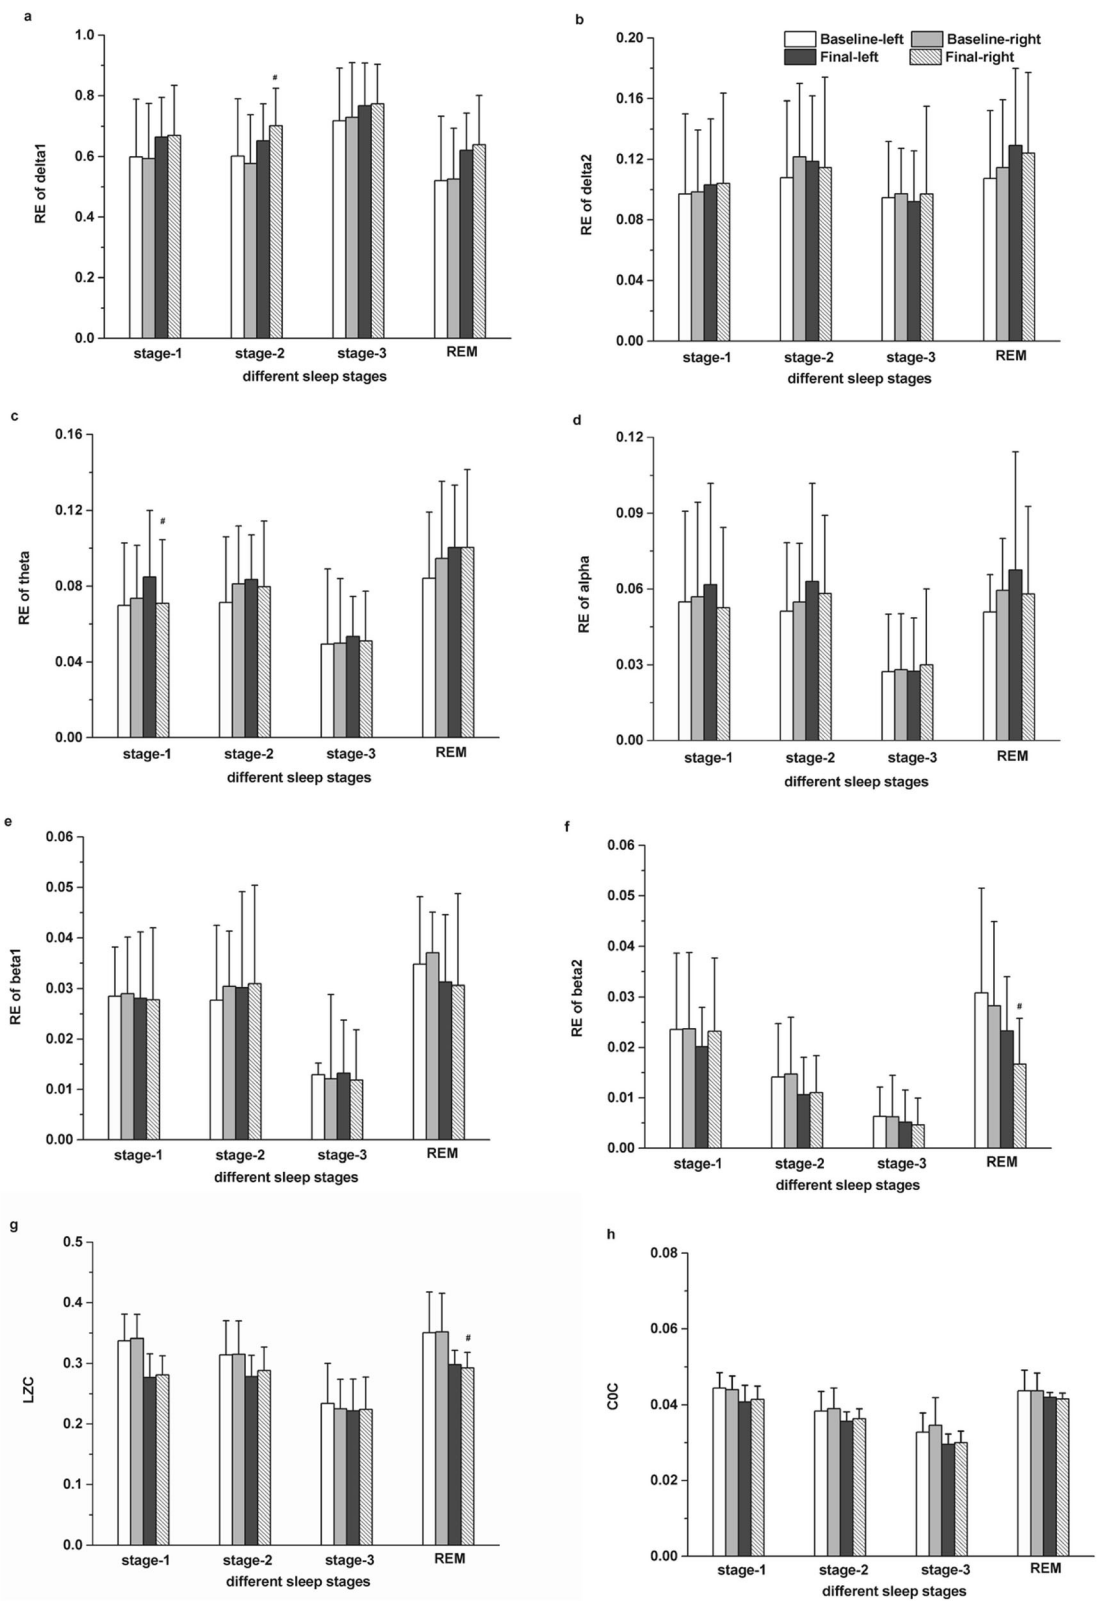 a
1.0
0.8
0.6
0.4
0.2
0.0
RE of delta1
#
stage-1 stage-2 stage-3 REM
different sleep stages
b
Baseline-left Baseline-right
Final-left Final-right
0.20
0.16
0.12
0.08
0.04
0.00
RE of delta2
stage-1 stage-2 stage-3 REM
different sleep stages
c
0.16
0.12
0.08
0.04
0.00
RE of theta
#
stage-1 stage-2 stage-3 REM
different sleep stages
d
0.12
0.09
0.06
0.03
0.00
RE of alpha
stage-1 stage-2 stage-3 REM
different sleep stages
e
0.06
0.05
0.04
0.03
0.02
0.01
0.00
RE of beta1
stage-1 stage-2 stage-3 REM
different sleep stages
f
0.06
0.05
0.04
0.03
0.02
0.01
0.00
RE of beta2
#
stage-1 stage-2 stage-3 REM
different sleep stages
g
0.5
0.4
0.3
0.2
0.1
0.0
LZC
#
stage-1 stage-2 stage-3 REM
different sleep stages
h
0.08
0.06
0.04
0.02
0.00
C0C
stage-1 stage-2 stage-3 REM
different sleep stages